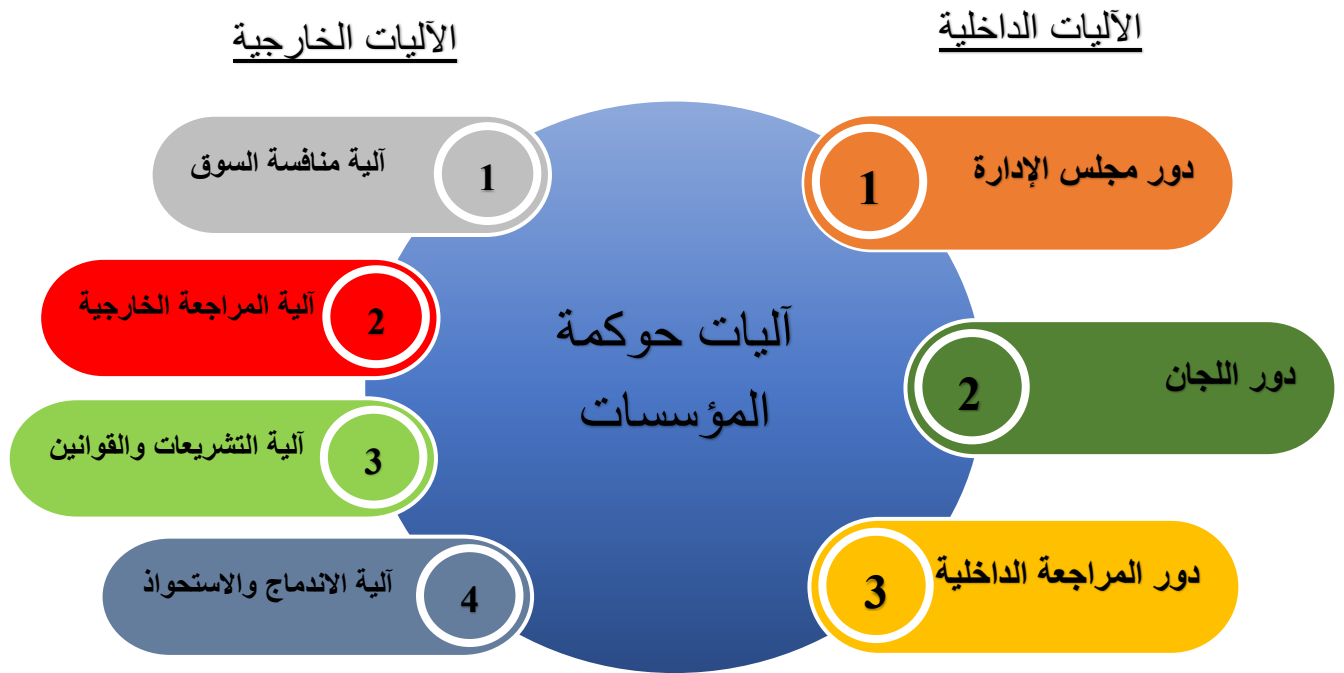 الآليات الداخلية
الآليات الخارجية
آليات حوكمة
المؤسسات
دور مجلس الإدارة
1
دور اللجان
2
دور المراجعة الداخلية
3
آلية منافسة السوق
1
آلية المراجعة الخارجية
2
آلية التشريعات والقوانين
3
آلية الاندماج والاستحواذ
4